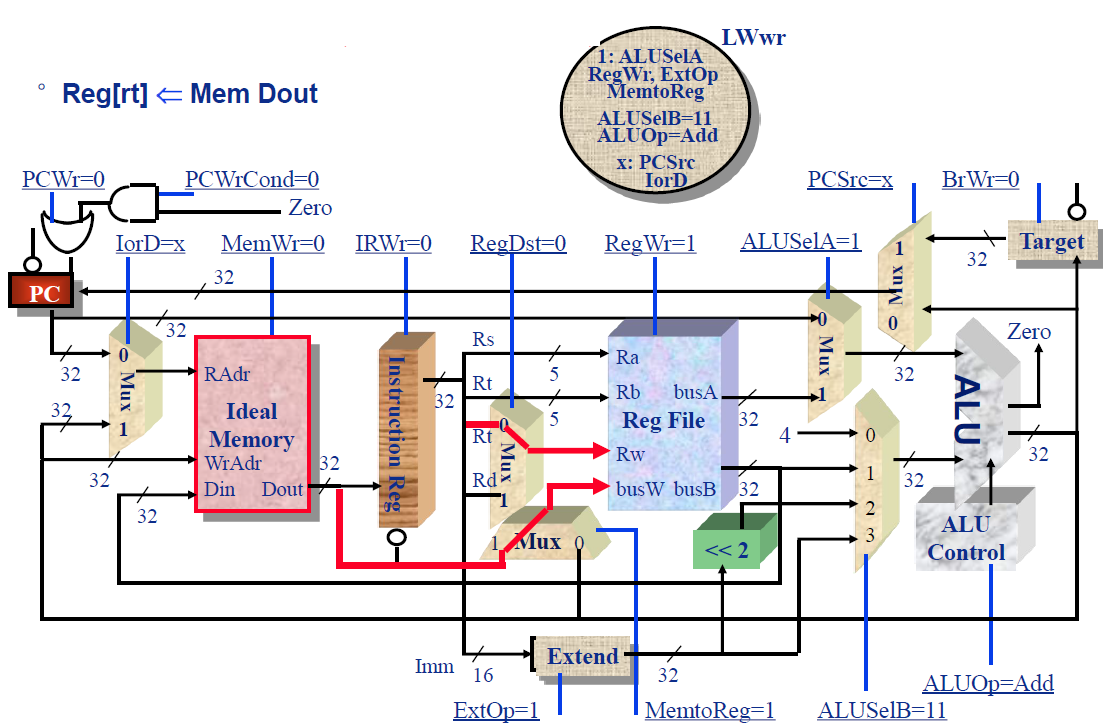 LWwr
1: ALUSelA
RegWr, ExtOp
MemtoReg
ALUSelB=11
ALUOp=Add
x: PCSrc
IorD
° Reg[rt] ⇐ Mem Dout
PCWr=0
PCWrCond=0
Zero
PCSrc=x
BrWr=0
IorD=x
MemWr=0
IRWr=0
RegDst=0
RegWr=1
ALUSelA=1
Target
32
1
Mux
0
PC
32
32
0
Mux
1
32
32
32
32
RAdr
Ideal
Memory
WrAdr
Din
Dout
32
Instruction Reg
32
Rs
5
Rt
5
Rt
Rd
0
Mux
1
Ra
Rb
busA
Reg File
Rw
busW
busB
32
32
1
Mux
0
0
Mux
1
32
4
0
1
2
3
32
ALU
Zero
32
ALU
Control
<< 2
Imm
16
Extend
32
ExtOp=1
MemtoReg=1
ALUSelB=11
ALUOp=Add